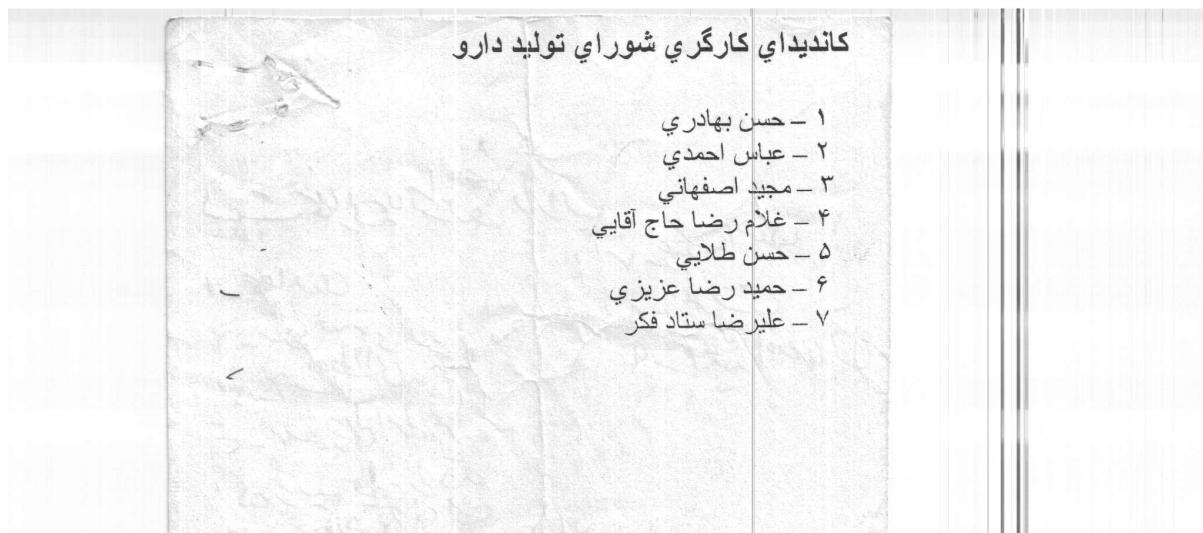 كانديداي كارگري شوراي توليد دارو
۱ – حسن بهادري
۲ – عباس احمدي
۳ – مجيد اصفهاني
۴ – غلام رضا حاج آقايي
۵ – حسن طلايي
۶ – حميد رضا عزيزي
۷ – عليرضا ستاد فكر